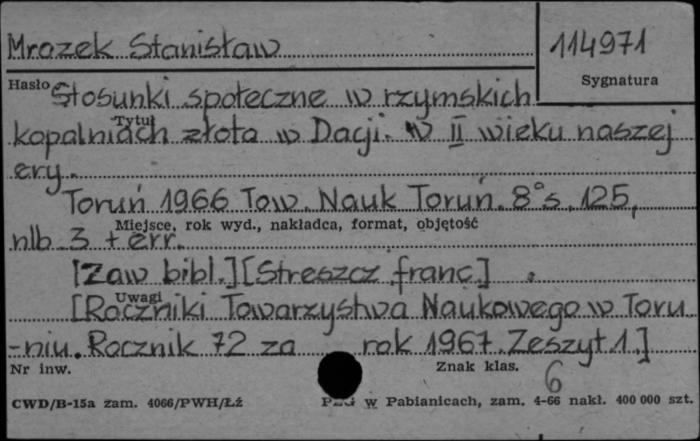 Mrozek Stanisław
114971
Sygnatura
Hasło Stosunki społeczne w rzymskich
Tytuł
kopalniach złota w Dacji w II wieku naszej
ery.
Toruń 1966 Tow. Nauk Toruń. 8° s. 125,
Miejsce, rok wyd., nakładca, format, objętość
nlb 3 + err.
[Zaw bibl.] [Streszcz franc]
Uwagi
[Roczniki Towarzystwa Naukowego w Toru
-niu. Rocznik 72 za rok 1967. Zeszyt 1.]
Nr inw.
Znak klas. 6
CWD/B-15a zam. 4066/PWH/Łź
w Pabianicach, zam. 4-66 nakł. 400 000 szt.